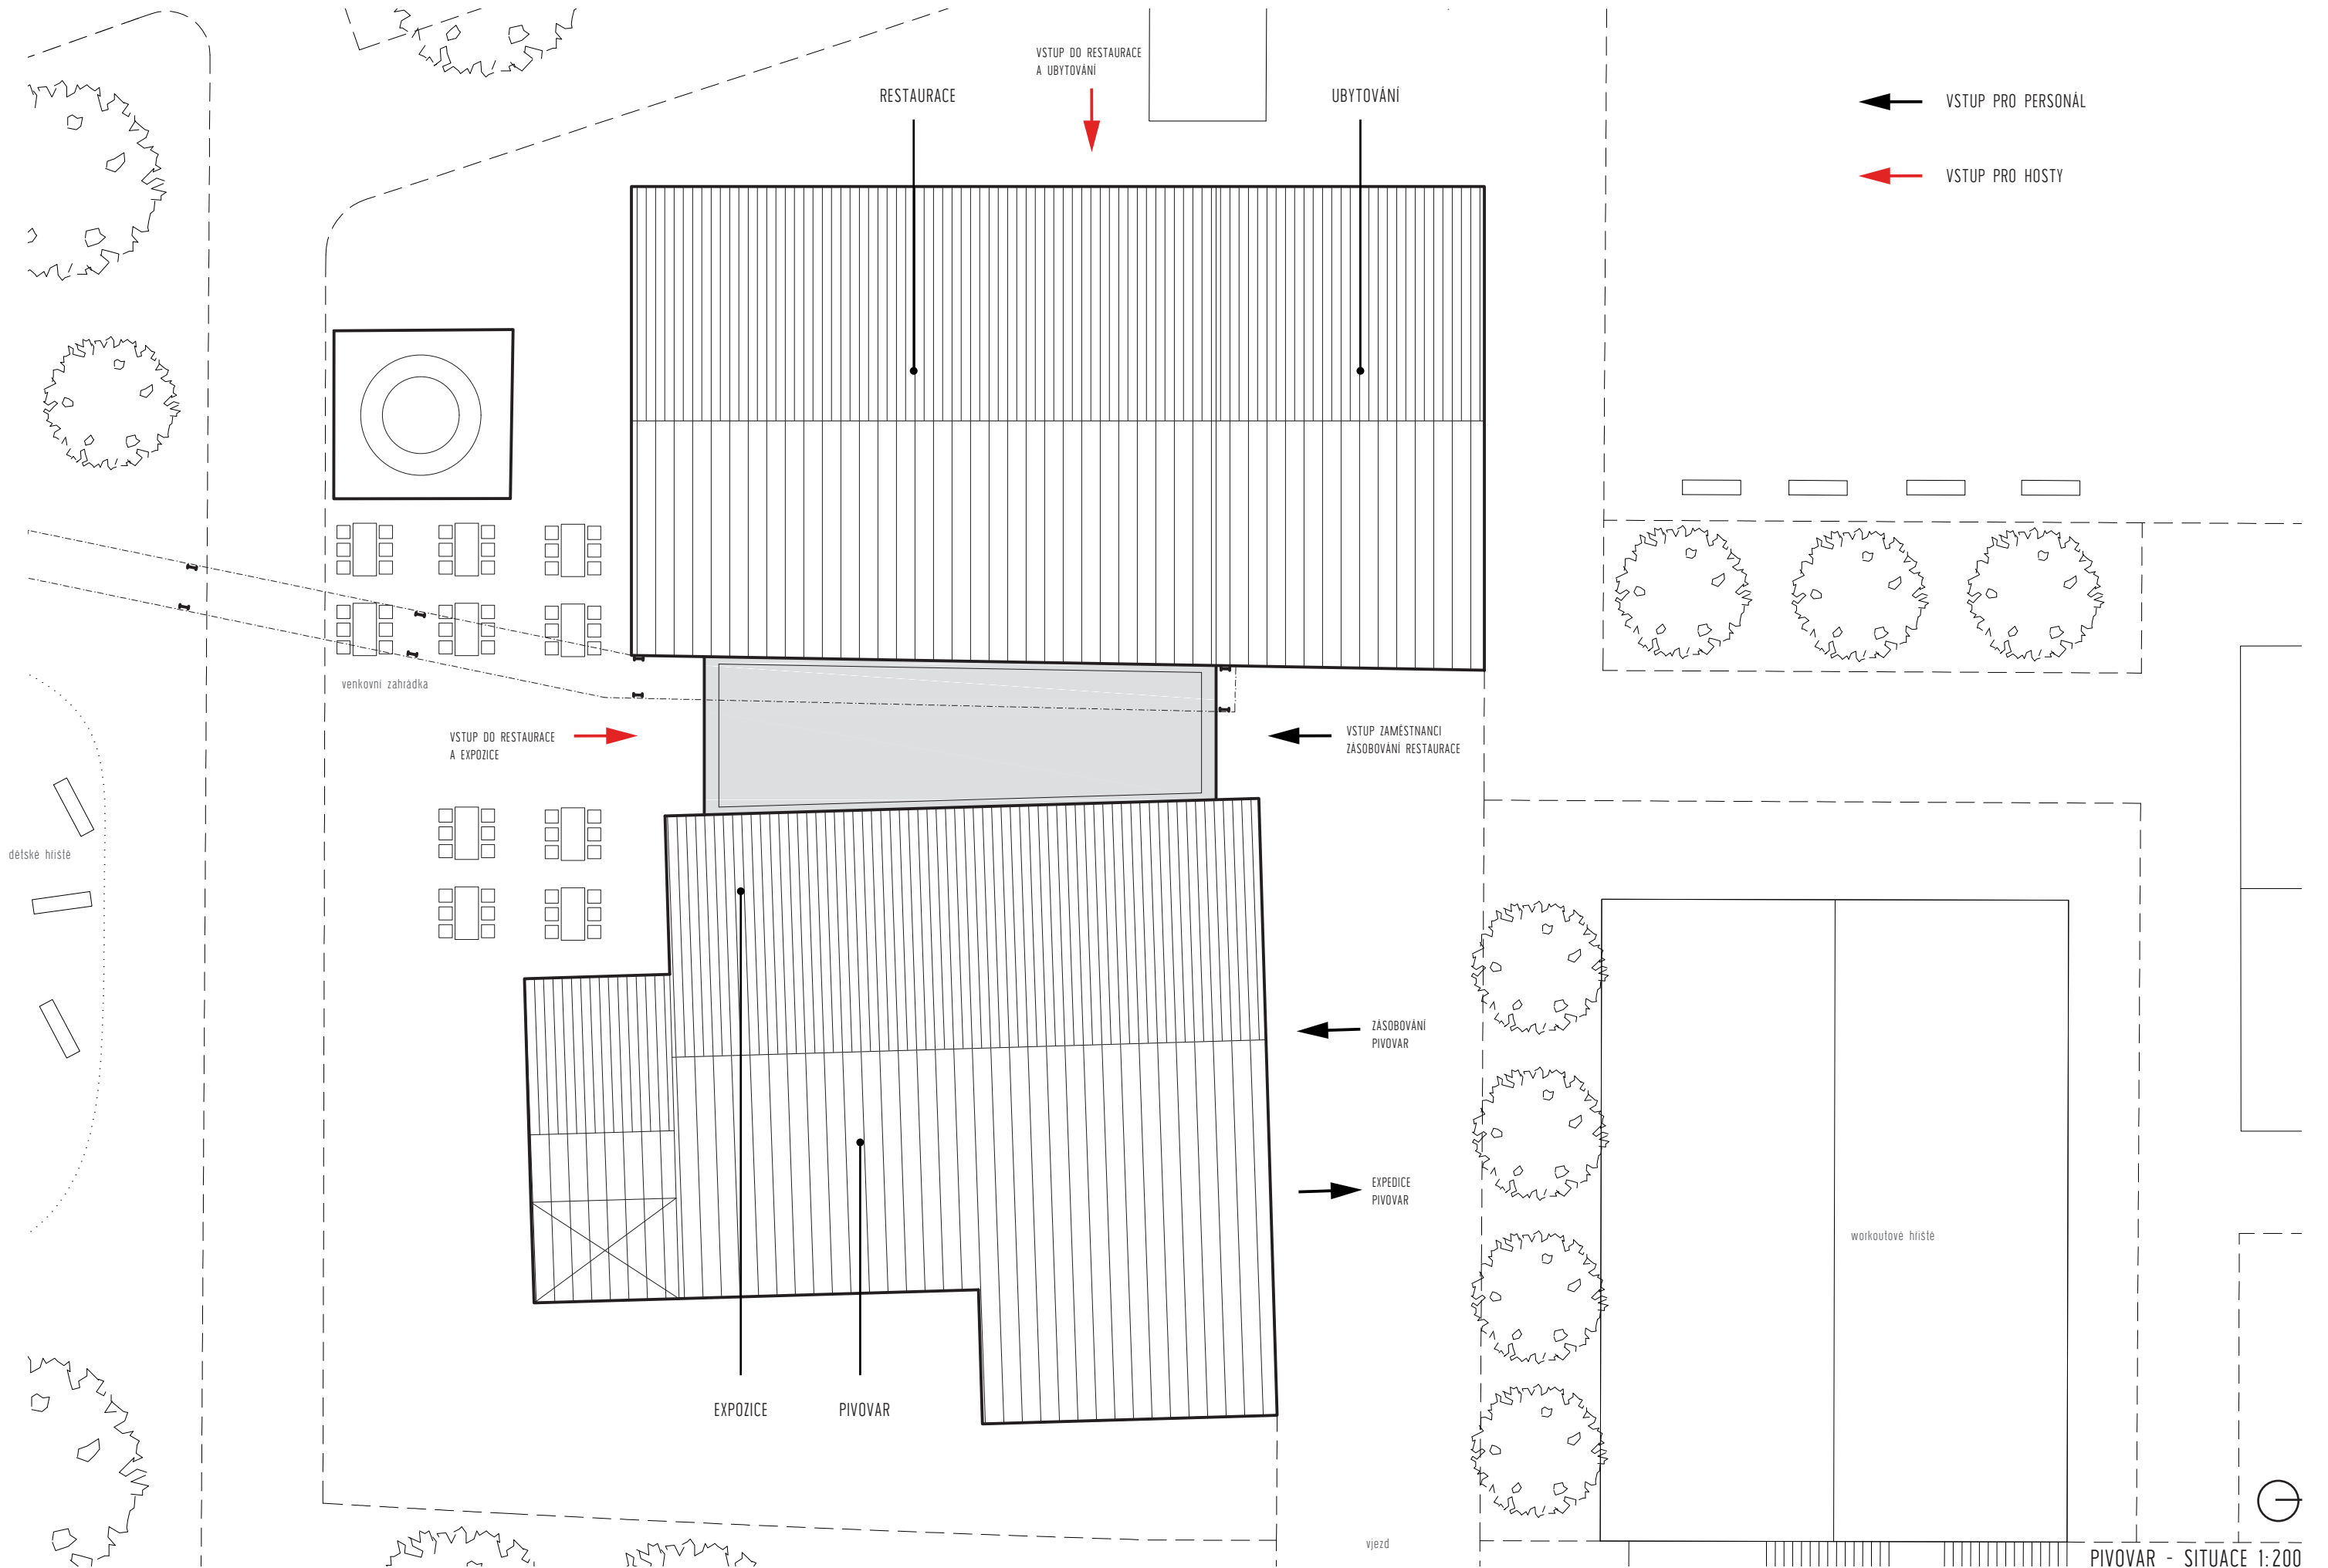 VSTUP DO RESTAURACE
A UBYTOVÁNÍ
RESTAURACE
UBYTOVÁNÍ
VSTUP PRO PERSONÁL
VSTUP PRO HOSTY
venkovní zahrádka
VSTUP DO RESTAURACE
A EXPOZICE
VSTUP ZAMĚSTNANCI
ZÁSOBOVÁNÍ RESTAURACE
dětské hřiště
ZÁSOBOVÁNÍ
PIVOVAR
EXPEDICE
PIVOVAR
workoutové hřiště
EXPOZICE
PIVOVAR
vjezd
PIVOVAR - SITUACE 1:200